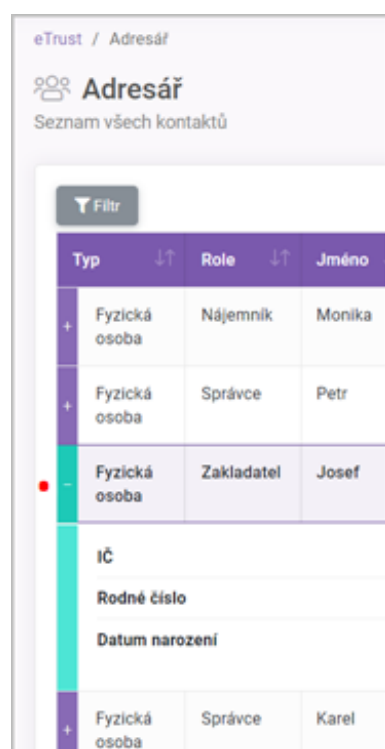 eTrust / Adresář
Adresář
Seznam všech kontaktů
Filtr
Typ Role Jméno
+ Fyzická osoba Nájemník Monika
+ Fyzická osoba Správce Petr
- Fyzická osoba Zakladatel Josef
IČ
Rodné číslo
Datum narození
+ Fyzická osoba Správce Karel